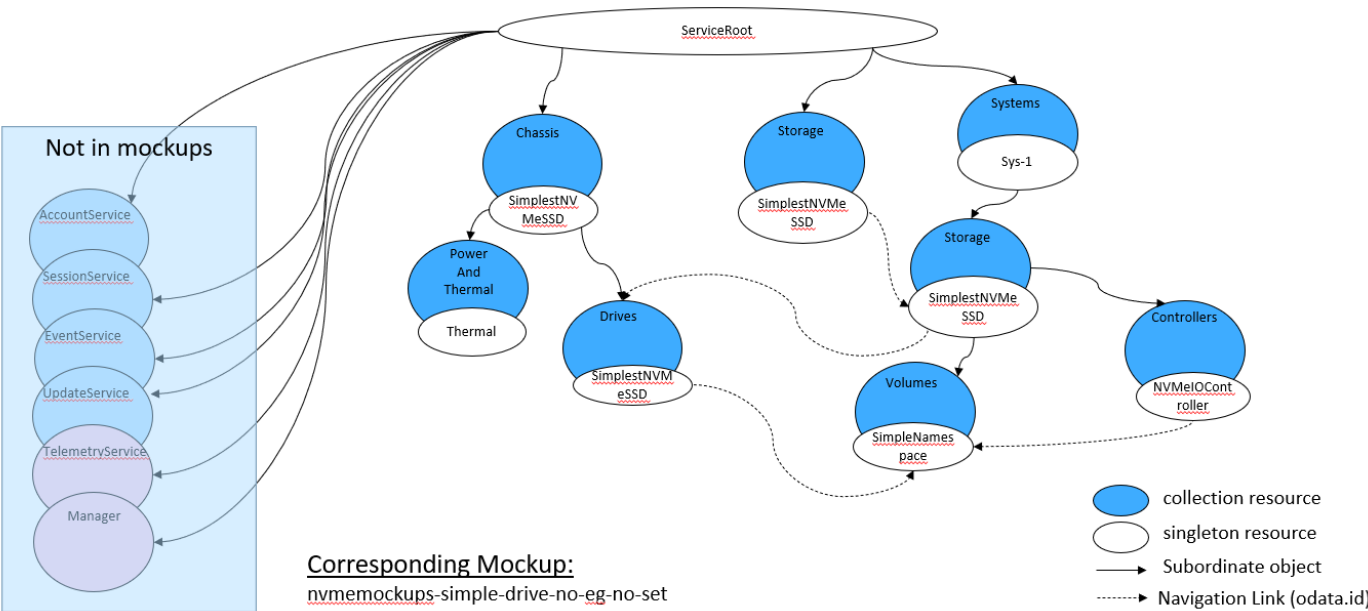 ServiceRoot
Systems
Sys-1
Chassis
SimplestNV
MeSSD
Storage
SimplestNVMe
SSD
Not in mockups
AccountService
SessionService
EventService
UpdateService
TelemetryService
Manager
Power
And
Thermal
Thermal
Drives
SimplestNVM
eSSD
Storage
SimplestNVMe
SSD
Controllers
NVMeIOCont
roller
Volumes
SimpleNames
pace
collection resource
singleton resource
Subordinate object
Navigation Link (odata.id)
Corresponding Mockup:
nvmemockups-simple-drive-no-eg-no-set